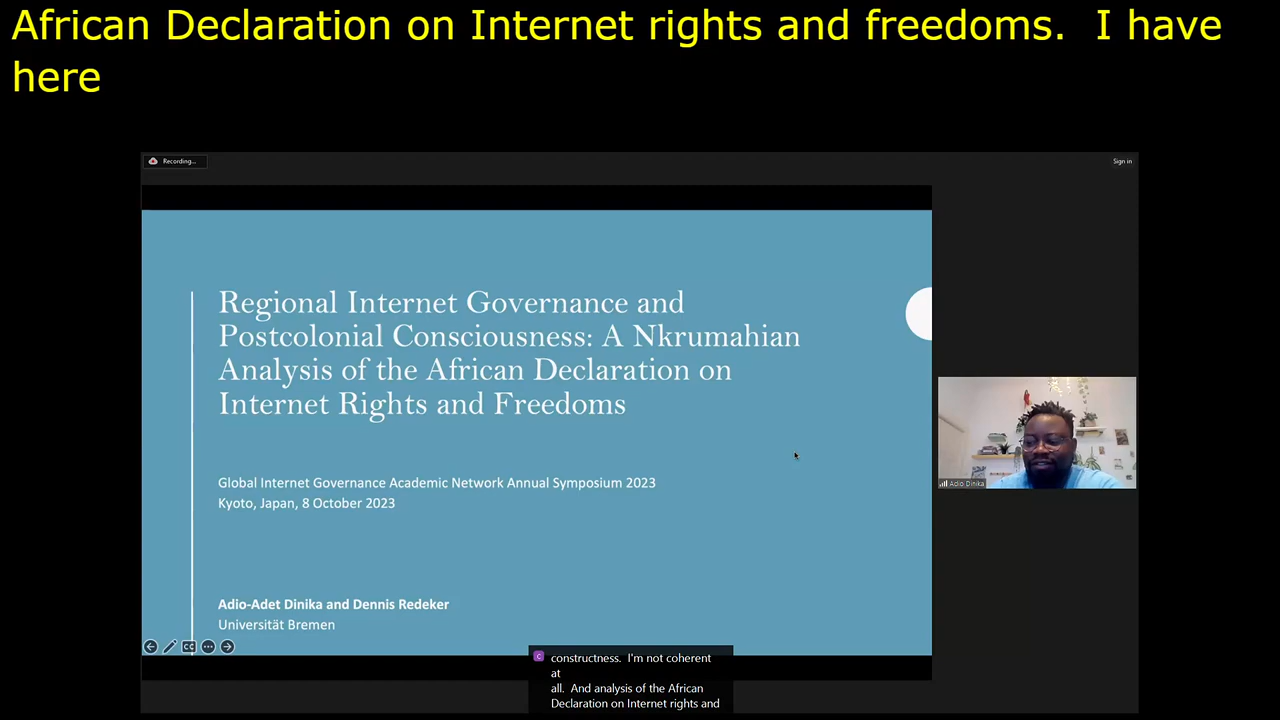 African Declaration on Internet rights and freedoms.  I have
here
Recording...
Sign in
Regional Internet Governance and
Postcolonial Consciousness: A Nkrumahian
Analysis of the African Declaration on
Internet Rights and Freedoms
Global Internet Governance Academic Network Annual Symposium 2023
Kyoto, Japan, 8 October 2023
Adio Dinika
Adio-Adet Dinika and Dennis Redeker
Universität Bremen
CC
C
constructness.  I'm not coherent
at
all.  And analysis of the African
Declaration on Internet rights and